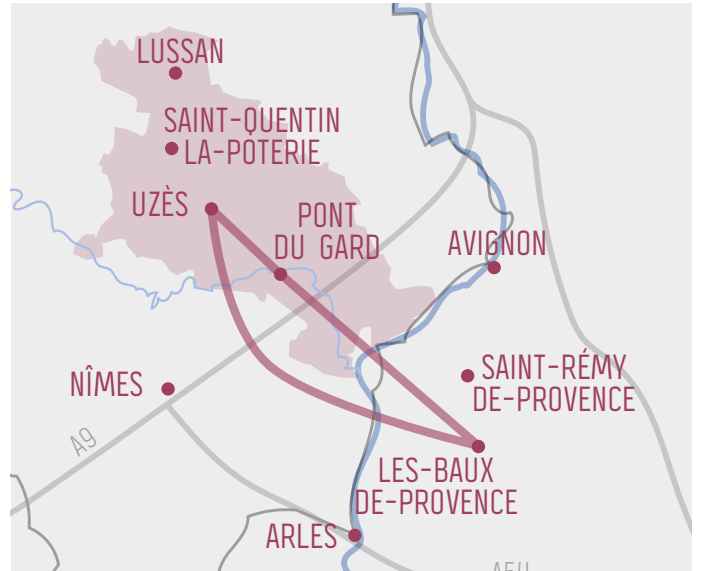 LUSSAN
SAINT-QUENTIN
LA-POTERIE
UZÈS
PONT
DU GARD
AVIGNON
NÎMES
SAINT-RÉMY
DE-PROVENCE
A9
LES-BAUX
DE-PROVENCE
ARLES